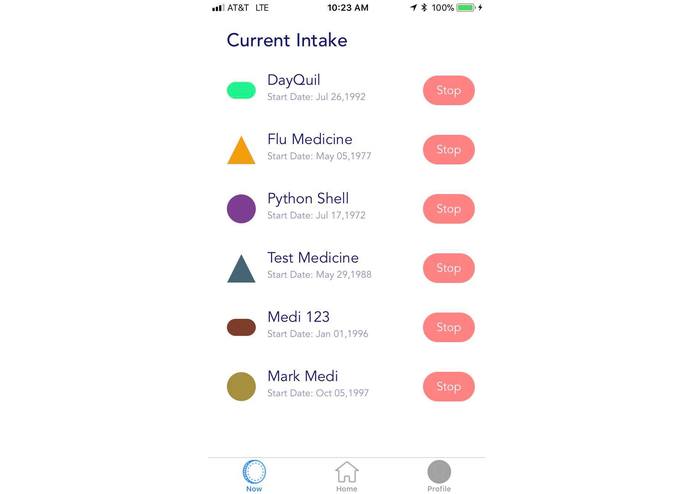 AT&T LTE 10:23 AM 100%
Current Intake
DayQuil
Start Date: Jul 26,1992
Stop
Flu Medicine
Start Date: May 05,1977
Stop
Python Shell
Start Date: Jul 17,1972
Stop
Test Medicine
Start Date: May 29,1988
Stop
Medi 123
Start Date: Jan 01,1996
Stop
Mark Medi
Start Date: Oct 05,1997
Stop
Now Home Profile